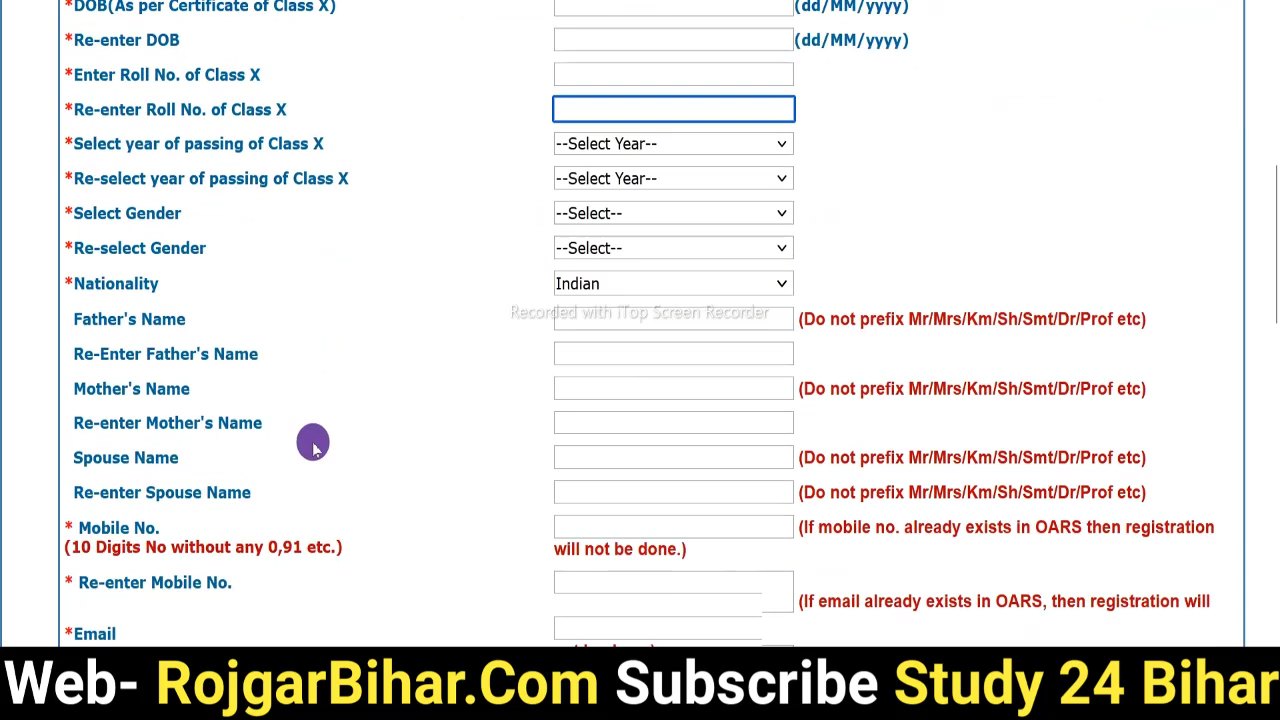 *DOB(As per Certificate of Class X) (dd/MM/yyyy)
*Re-enter DOB (dd/MM/yyyy)
*Enter Roll No. of Class X
*Re-enter Roll No. of Class X
*Select year of passing of Class X --Select Year--
*Re-select year of passing of Class X --Select Year--
*Select Gender --Select--
*Re-select Gender --Select--
*Nationality Indian
Recorded with iTop Screen Recorder
Father's Name (Do not prefix Mr/Mrs/Km/Sh/Smt/Dr/Prof etc)
Re-Enter Father's Name
Mother's Name (Do not prefix Mr/Mrs/Km/Sh/Smt/Dr/Prof etc)
Re-enter Mother's Name
Spouse Name (Do not prefix Mr/Mrs/Km/Sh/Smt/Dr/Prof etc)
Re-enter Spouse Name (Do not prefix Mr/Mrs/Km/Sh/Smt/Dr/Prof etc)
* Mobile No. (If mobile no. already exists in OARS then registration
(10 Digits No without any 0,91 etc.) will not be done.)
* Re-enter Mobile No.
(If email already exists in OARS, then registration will
*Email
Web- RojgarBihar.Com Subscribe Study 24 Bihar